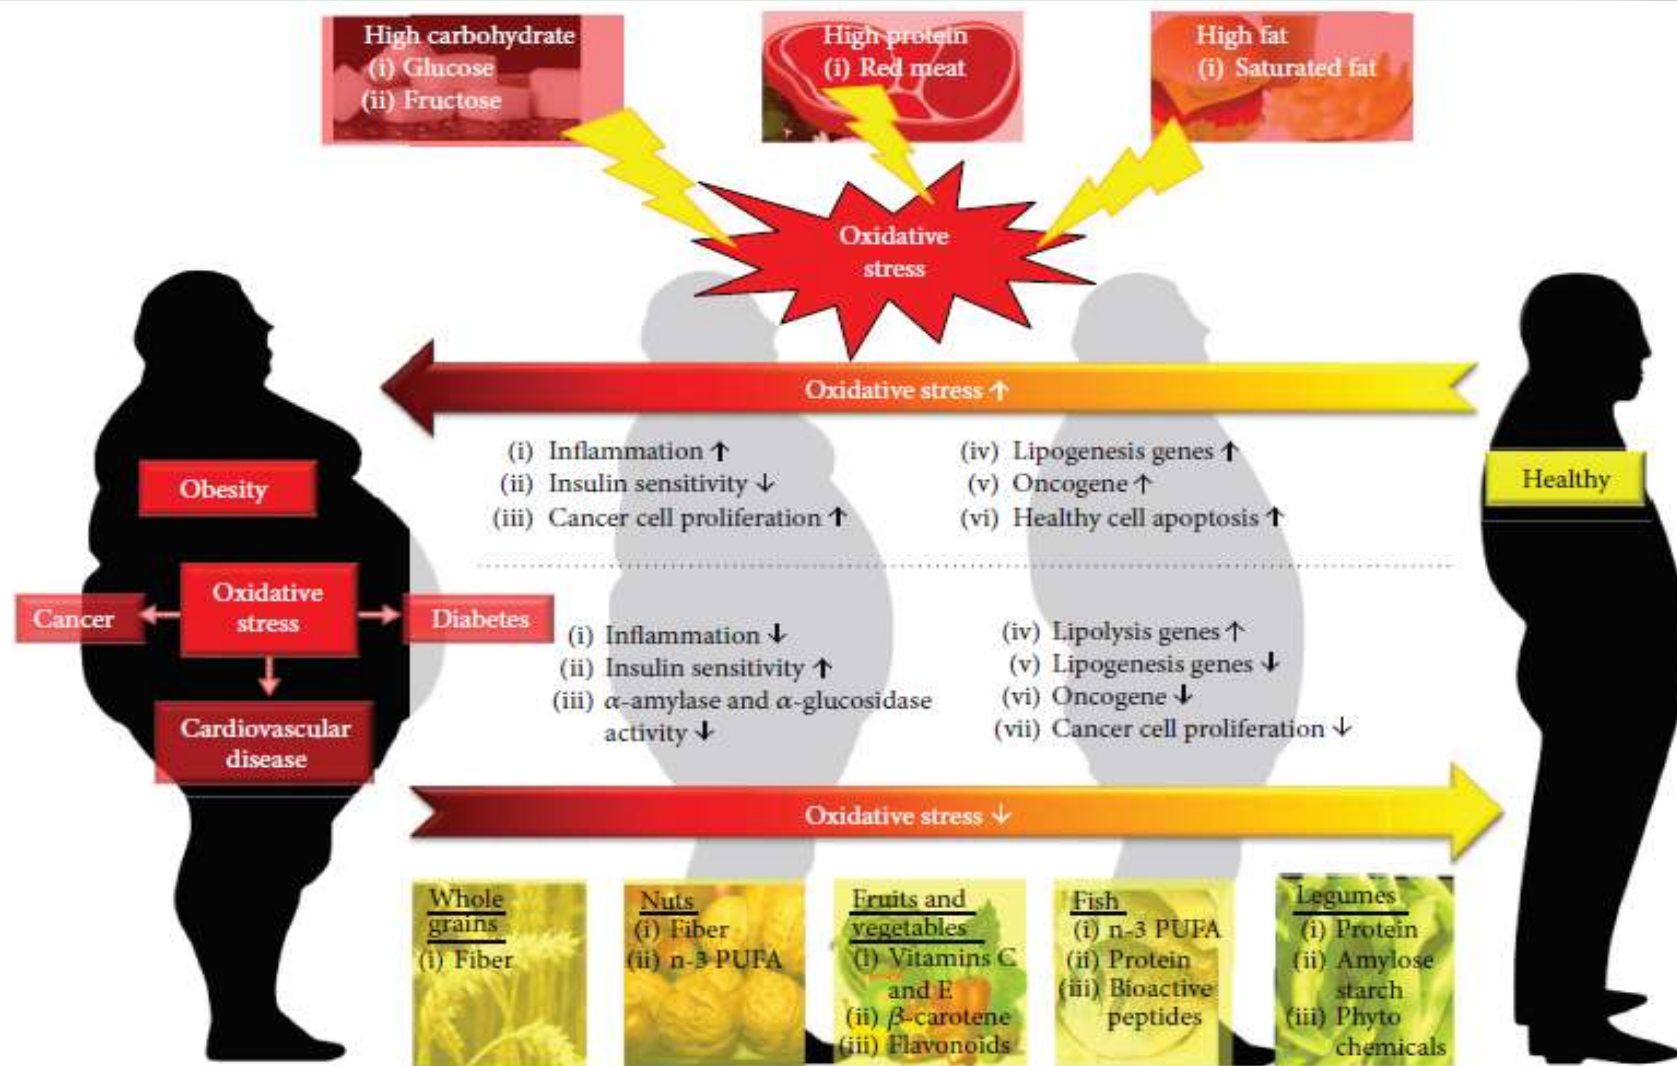 High carbohydrate
(i) Glucose
(ii) Fructose
High protein
(i) Red meat
High fat
(i) Saturated fat
Oxidative
stress
Oxidative stress ↑
(i) Inflammation ↑
(ii) Insulin sensitivity ↓
(iii) Cancer cell proliferation ↑
(iv) Lipogenesis genes ↑
(v) Oncogene ↑
(vi) Healthy cell apoptosis ↑
Obesity
Healthy
Oxidative
stress
Cancer
Diabetes
Cardiovascular
disease
(i) Inflammation ↓
(ii) Insulin sensitivity ↑
(iii) α-amylase and α-glucosidase
activity ↓
(iv) Lipolysis genes ↑
(v) Lipogenesis genes ↓
(vi) Oncogene ↓
(vii) Cancer cell proliferation ↓
Oxidative stress ↓
Whole
grains
(i) Fiber
Nuts
(i) Fiber
(ii) n-3 PUFA
Fruits and
vegetables
(i) Vitamins C
and E
(ii) β-carotene
(iii) Flavonoids
Fish
(i) n-3 PUFA
(ii) Protein
(iii) Bioactive
peptides
Legumes
(i) Protein
(ii) Amylose
starch
(iii) Phyto
chemicals